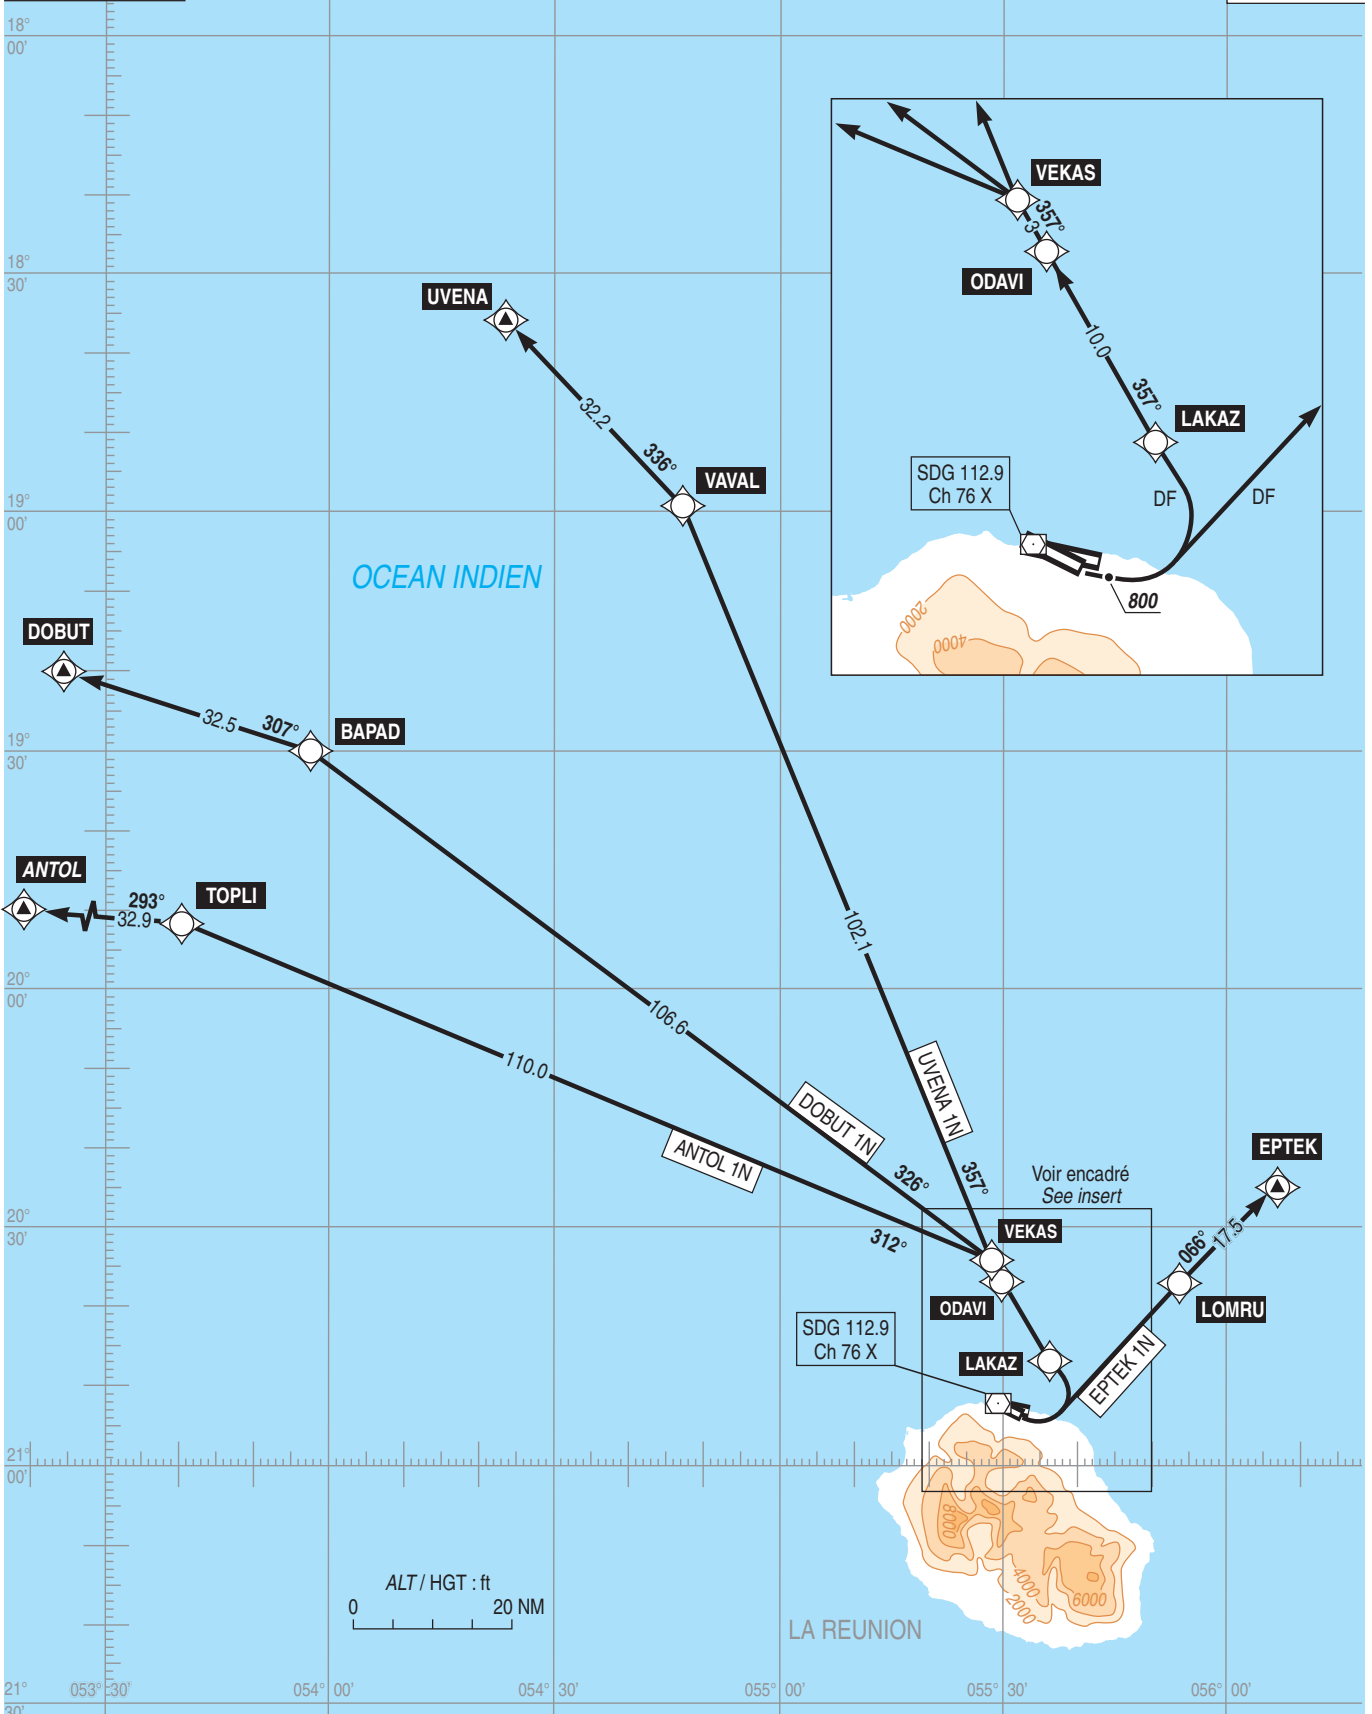 18°
00'
VEKAS
357°
3
ODAVI
10.0
357°
LAKAZ
SDG 112.9
Ch 76 X
DF
DF
800
2000
4000
18°
30'
UVENA
32.2
336°
VAVAL
19°
00'
OCEAN INDIEN
DOBUT
32.5
307°
BAPAD
19°
30'
ANTOL
293°
32.9
TOPLI
102.1
20°
00'
106.6
110.0
UVENA 1N
DOBUT 1N
ANTOL 1N
326°
357°
312°
Voir encadré
See insert
EPTEK
20°
30'
VEKAS
066°
17.5
ODAVI
LOMRU
SDG 112.9
Ch 76 X
LAKAZ
EPTEK 1N
21°
00'
8000
4000
2000
6000
ALT / HGT : ft
0 20 NM
LA REUNION
21°
30'
053° 30'
054° 00'
054° 30'
055° 00'
055° 30'
056° 00'